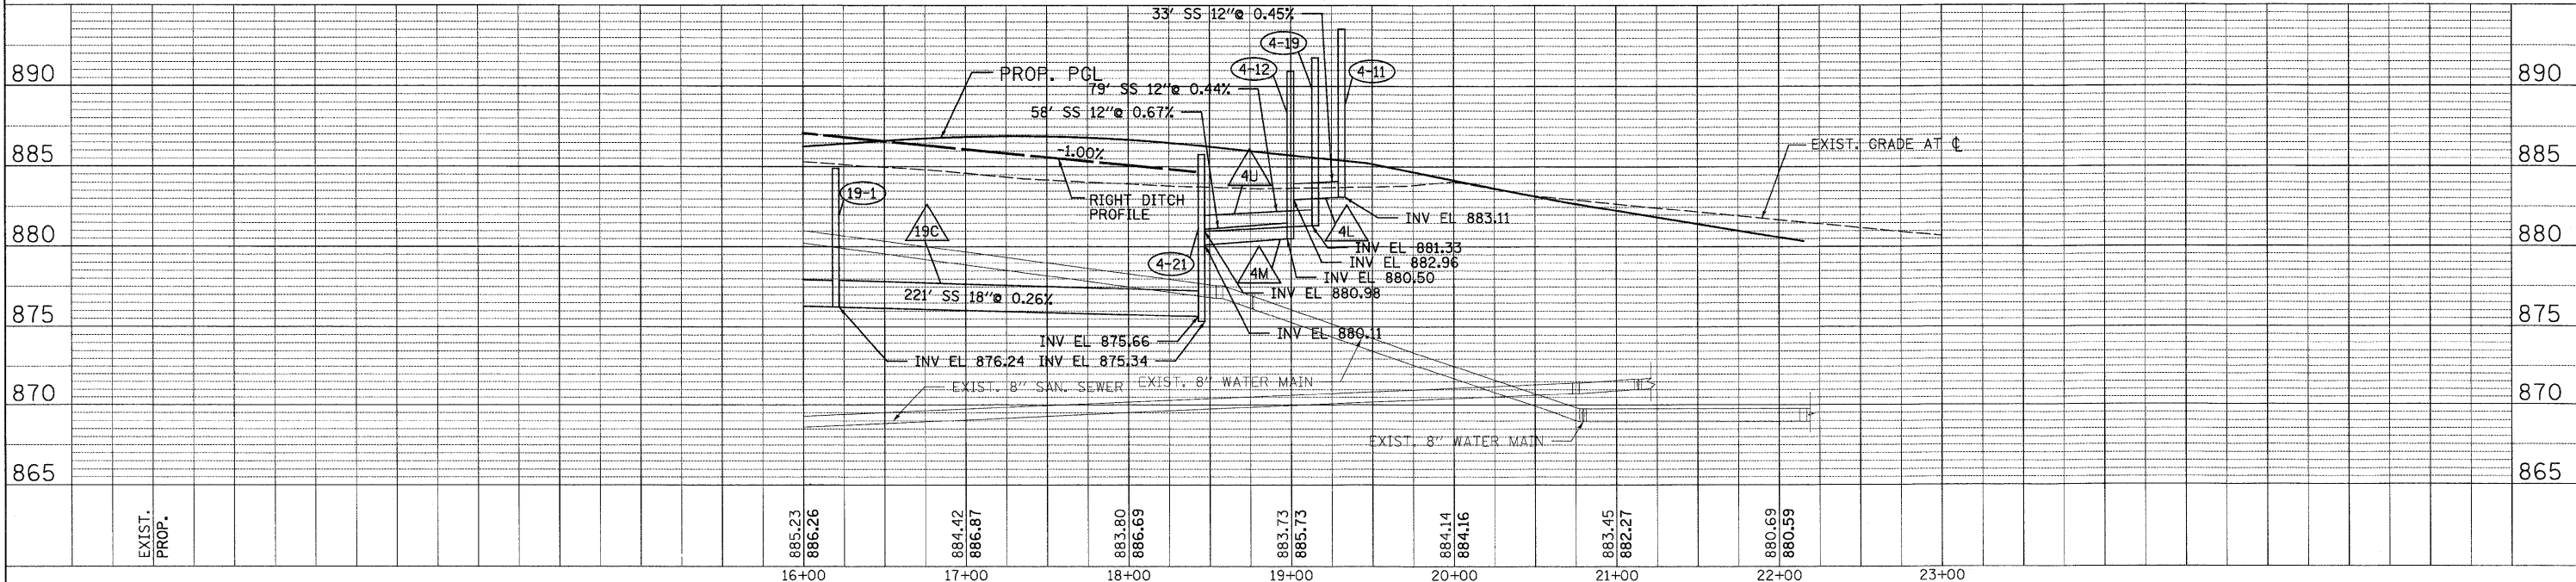 33' SS 12"@ 0.45%
4-19
890
PROP. PGL
4-12
4-11
890
79' SS 12"@ 0.44%
58' SS 12"@ 0.67%
EXIST. GRADE AT ℄
885
-1.00%
885
4U
19-1
RIGHT DITCH
PROFILE
INV EL 883.11
19C
4L
880
880
INV EL 881.33
4-21
4M
INV EL 882.96
INV EL 880.50
221' SS 18"@ 0.26%
INV EL 880.98
875
875
INV EL 880.11
INV EL 875.66
INV EL 876.24
INV EL 875.34
EXIST. 8" SAN. SEWER
EXIST. 8" WATER MAIN
870
870
EXIST. 8" WATER MAIN
865
865
EXIST.
PROP.
885.23
886.26
884.42
886.87
883.80
886.69
883.73
885.73
884.14
884.16
883.45
882.27
880.69
880.59
16+00
17+00
18+00
19+00
20+00
21+00
22+00
23+00